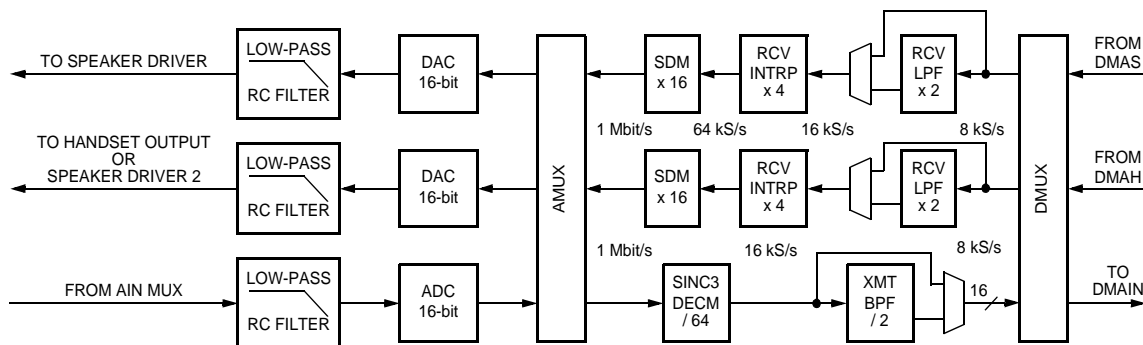 TO SPEAKER DRIVER
LOW-PASS
RC FILTER
DAC
16-bit
AMUX
SDM
x 16
RCV
INTRP
x 4
RCV
LPF
x 2
DMUX
FROM
DMAS
1 Mbit/s
64 kS/s
16 kS/s
8 kS/s
TO HANDSET OUTPUT
OR
SPEAKER DRIVER 2
LOW-PASS
RC FILTER
DAC
16-bit
SDM
x 16
RCV
INTRP
x 4
RCV
LPF
x 2
FROM
DMAH
1 Mbit/s
16 kS/s
8 kS/s
FROM AIN MUX
LOW-PASS
RC FILTER
ADC
16-bit
SINC3
DECM
/ 64
XMT
BPF
/ 2
16
TO
DMAIN